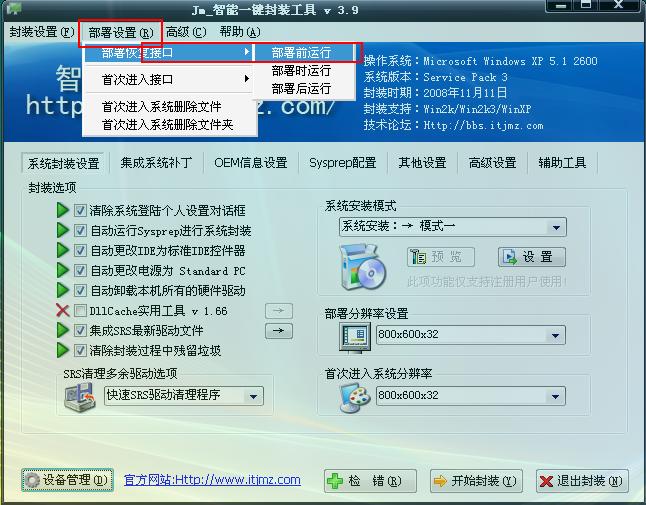 Jm_智能一键封装工具 v 3.9
封装设置(F) 部署设置(R) 高级(C) 帮助(A)
部署恢复接口
首次进入接口
首次进入系统删除文件
首次进入系统删除文件夹
部署前运行
部署时运行
部署后运行
智
http:
mz.com/
操作系统: Microsoft Windows XP 5.1 2600
系统版本: Service Pack 3
封装时期: 2008年11月11日
封装支持: Win2k/Win2k3/WinXP
技术论坛: Http://bbs.itjmz.com
系统封装设置 集成系统补丁 OEM信息设置 Sysprep配置 其他设置 高级设置 辅助工具
封装选项
清除系统登陆个人设置对话框
自动运行Sysprep进行系统封装
自动更改IDE为标准IDE控件器
自动更改电源为 Standard PC
自动卸载本机所有的硬件驱动
DllCache实用工具 v 1.66
集成SRS最新驱动文件
清除封装过程中残留垃圾
SRS清理多余驱动选项
快速SRS驱动清理程序
系统安装模式
系统安装: → 模式一
预 览
设 置
此项功能仅支持注册用户使用!
部署分辨率设置
800x600x32
首次进入系统分辨率
800x600x32
设备管理(D) 官方网站:Http://www.itjmz.com 检 错(R) 开始封装(Y) 退出封装(N)